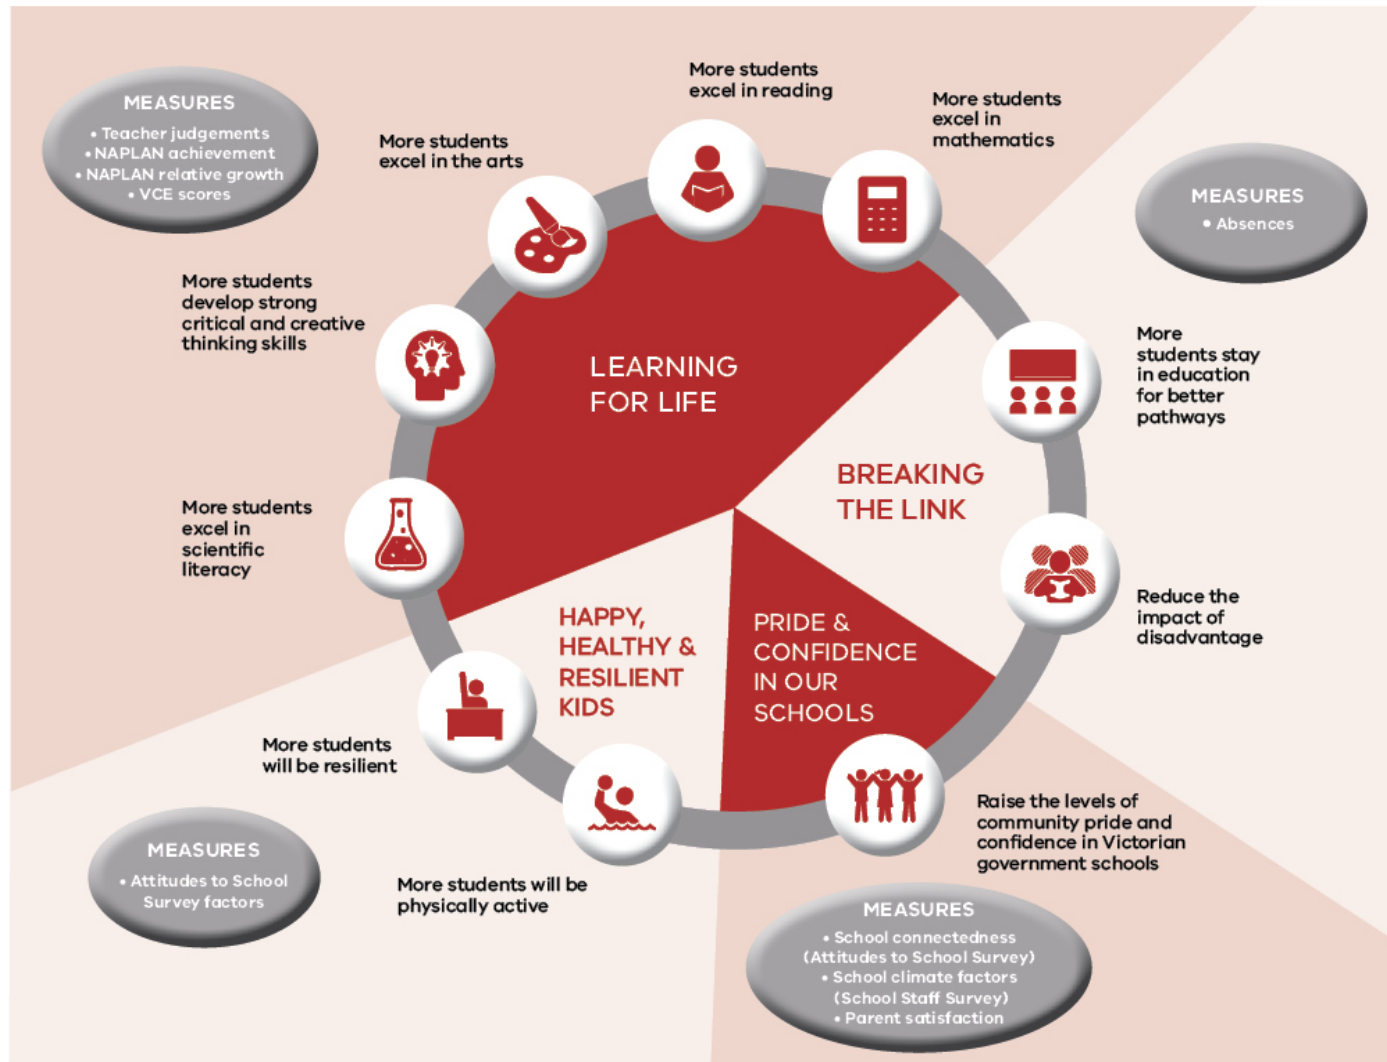 MEASURES
• Teacher judgements
• NAPLAN achievement
• NAPLAN relative growth
• VCE scores
More students
excel in the arts
More students
excel in reading
More students
excel in
mathematics
MEASURES
• Absences
More students
develop strong
critical and creative
thinking skills
LEARNING
FOR LIFE
More
students stay
in education
for better
pathways
BREAKING
THE LINK
More students
excel in
scientific
literacy
HAPPY,
HEALTHY &
RESILIENT
KIDS
PRIDE &
CONFIDENCE
IN OUR
SCHOOLS
Reduce the
impact of
disadvantage
More students
will be resilient
More students will be
physically active
Raise the levels of
community pride and
confidence in Victorian
government schools
MEASURES
• Attitudes to School
Survey factors
MEASURES
• School connectedness
(Attitudes to School Survey)
• School climate factors
(School Staff Survey)
• Parent satisfaction